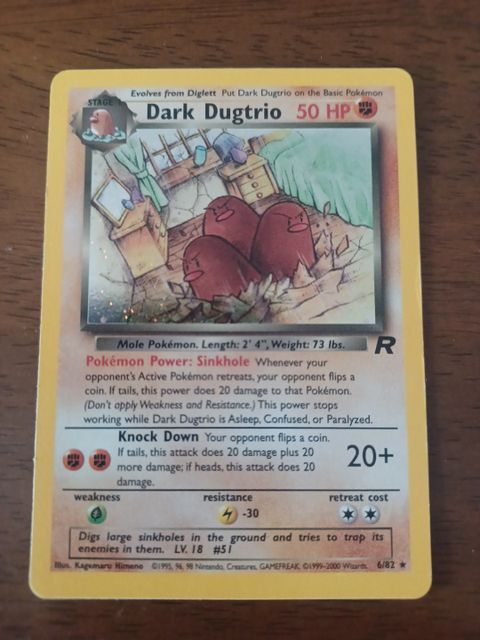 Evolves from Diglett Put Dark Dugtrio on the Basic Pokémon
STAGE 1
Dark Dugtrio 50 HP
Mole Pokémon. Length: 2' 4", Weight: 73 lbs.
R
Pokémon Power: Sinkhole Whenever your
opponent's Active Pokémon retreats, your opponent flips a
coin. If tails, this power does 20 damage to that Pokémon.
(Don't apply Weakness and Resistance.) This power stops
working while Dark Dugtrio is Asleep, Confused, or Paralyzed.
Knock Down Your opponent flips a coin.
If tails, this attack does 20 damage plus 20
more damage; if heads, this attack does 20
damage.
20+
weakness resistance retreat cost
-30
Digs large sinkholes in the ground and tries to trap its
enemies in them. LV. 18 #51
Illus. Kagemaru Himeno ©1995, 96, 98 Nintendo, Creatures, GAMEFREAK. ©1999-2000 Wizards. 6/82 ★